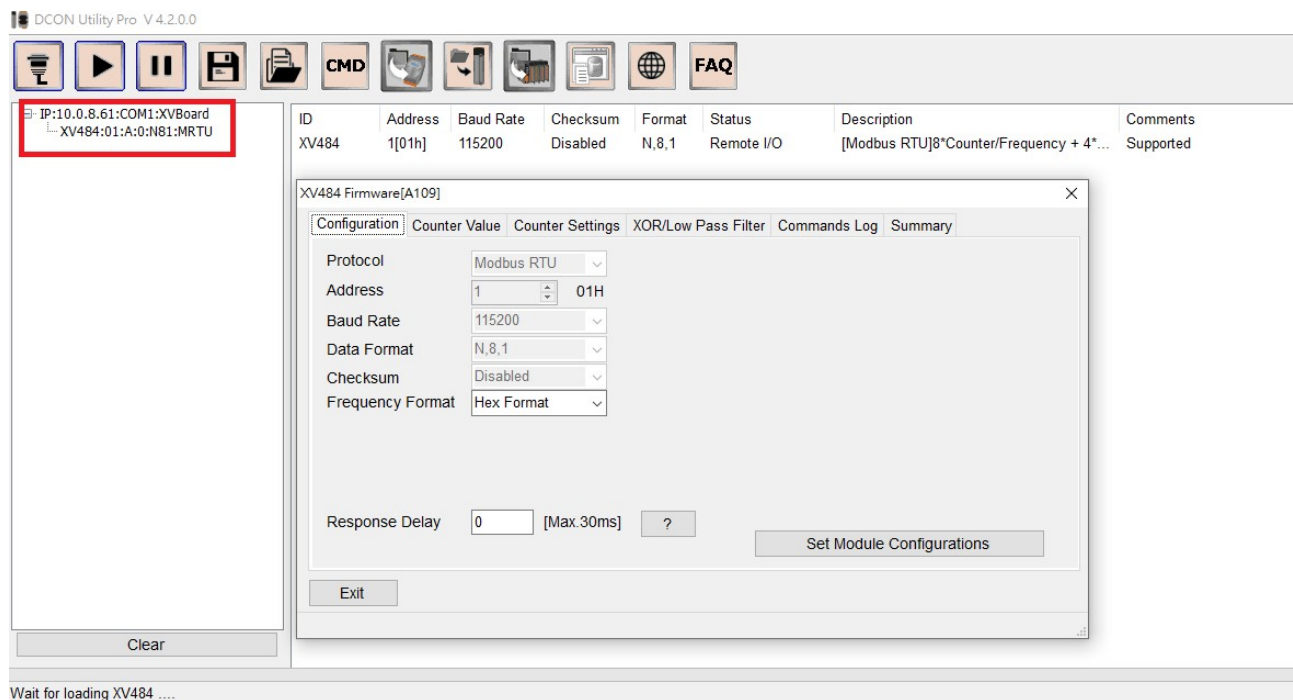 DCON Utility Pro V 4.2.0.0
CMD
FAQ
IP:10.0.8.61:COM1:XVBoard
XV484:01:A:0:N81:MRTU
Clear
ID Address Baud Rate Checksum Format Status Description Comments
XV484 1[01h] 115200 Disabled N,8,1 Remote I/O [Modbus RTU]8*Counter/Frequency + 4*... Supported
XV484 Firmware[A109]
Configuration Counter Value Counter Settings XOR/Low Pass Filter Commands Log Summary
Protocol Modbus RTU
Address 1 01H
Baud Rate 115200
Data Format N,8,1
Checksum Disabled
Frequency Format Hex Format
Response Delay 0 [Max.30ms] ?
Set Module Configurations
Exit
Wait for loading XV484 ....